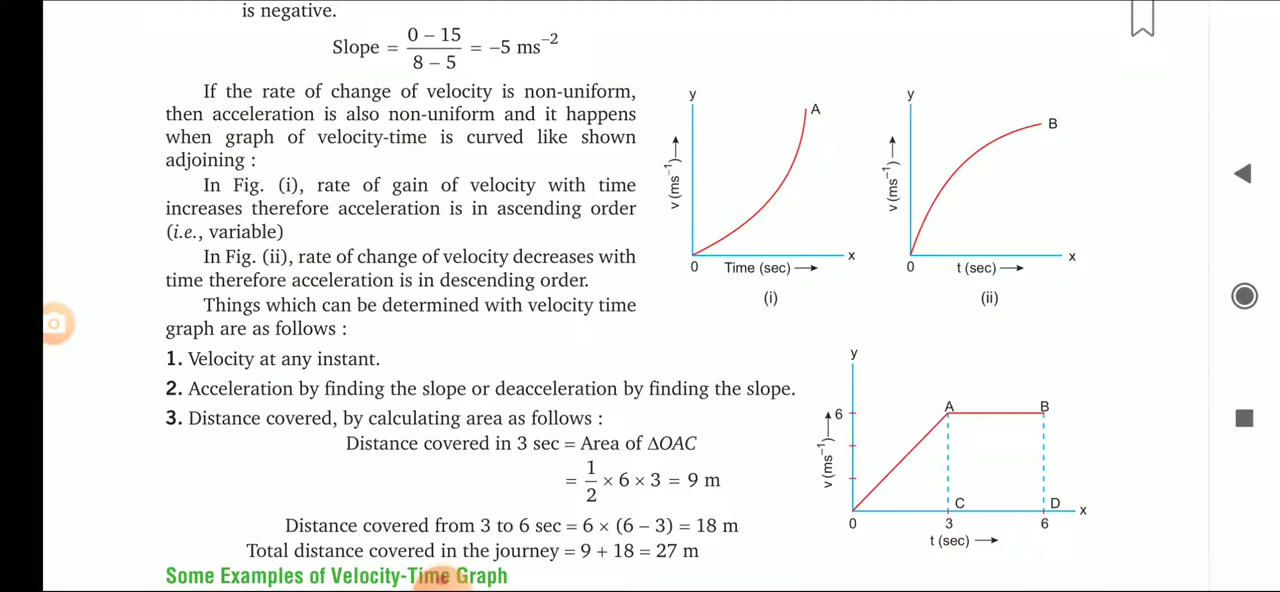 is negative.
Slope = (0 – 15)/(8 – 5) = –5 ms⁻²
If the rate of change of velocity is non-uniform,
then acceleration is also non-uniform and it happens
when graph of velocity-time is curved like shown
adjoining :
In Fig. (i), rate of gain of velocity with time
increases therefore acceleration is in ascending order
(i.e., variable)
In Fig. (ii), rate of change of velocity decreases with
time therefore acceleration is in descending order.
Things which can be determined with velocity time
graph are as follows :
y
A
v (ms⁻¹) →
x
0 Time (sec) →
(i)
y
B
v (ms⁻¹) →
x
0 t (sec) →
(ii)
1. Velocity at any instant.
2. Acceleration by finding the slope or deacceleration by finding the slope.
3. Distance covered, by calculating area as follows :
Distance covered in 3 sec = Area of ΔOAC
= 1/2 × 6 × 3 = 9 m
Distance covered from 3 to 6 sec = 6 × (6 – 3) = 18 m
Total distance covered in the journey = 9 + 18 = 27 m
y
6 A B
v (ms⁻¹) →
C D x
0 3 6
t (sec) →
Some Examples of Velocity-Time Graph